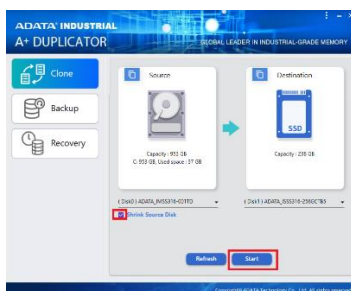 ADATA INDUSTRIAL
A+ DUPLICATOR
GLOBAL LEADER IN INDUSTRIAL-GRADE MEMORY
Clone
Backup
Recovery
Source
Capacity : 953 GB
C: 953 GB, Used space : 37 GB
Shrink Source Disk
Destination
SSD
Capacity : 238 GB
Refresh
Start